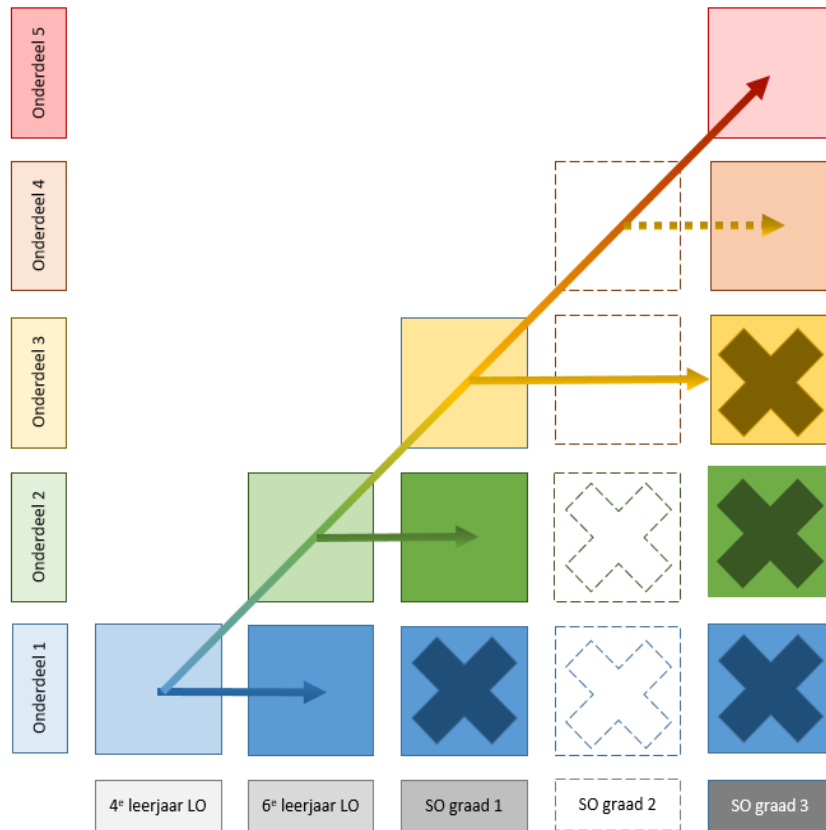 Onderdeel 5
Onderdeel 4
Onderdeel 3
Onderdeel 2
Onderdeel 1
4e leerjaar LO
6e leerjaar LO
SO graad 1
SO graad 2
SO graad 3